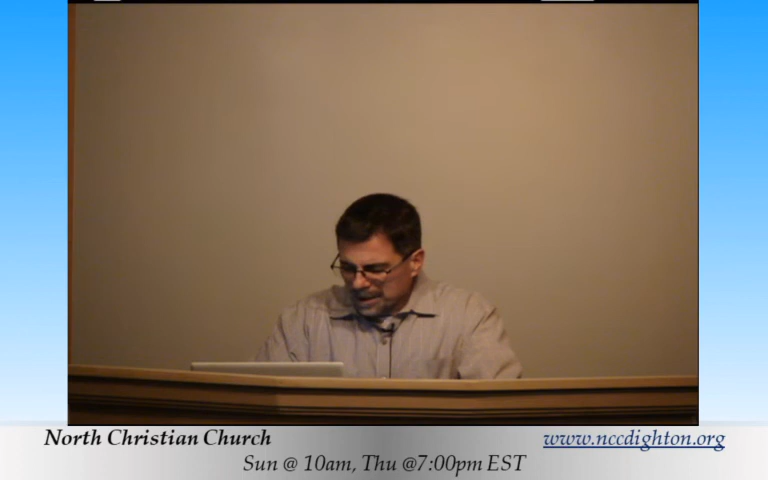 North Christian Church
www.nccdighton.org
Sun @ 10am, Thu @7:00pm EST